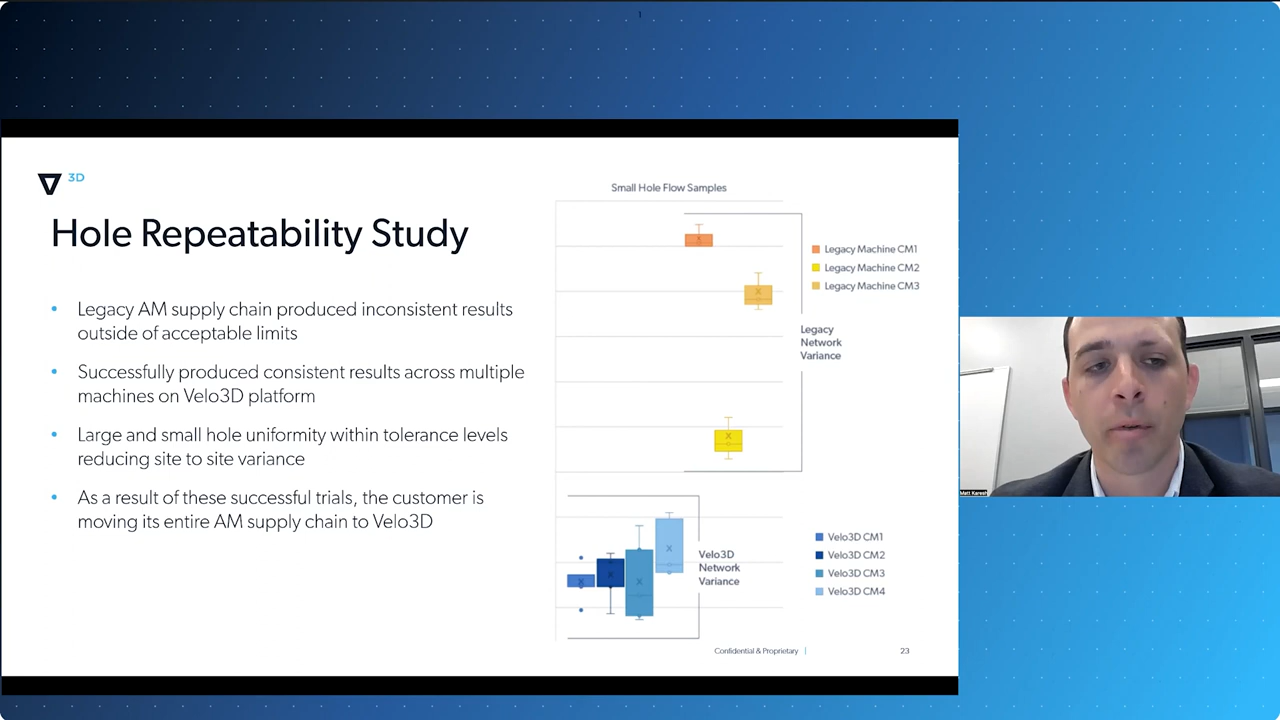 1
3D
Hole Repeatability Study
• Legacy AM supply chain produced inconsistent results
outside of acceptable limits
• Successfully produced consistent results across multiple
machines on Velo3D platform
• Large and small hole uniformity within tolerance levels
reducing site to site variance
• As a result of these successful trials, the customer is
moving its entire AM supply chain to Velo3D
Small Hole Flow Samples
Legacy Machine CM1
Legacy Machine CM2
Legacy Machine CM3
Legacy
Network
Variance
Velo3D
Network
Variance
Velo3D CM1
Velo3D CM2
Velo3D CM3
Velo3D CM4
Confidential & Proprietary |
23
Matt Karesh